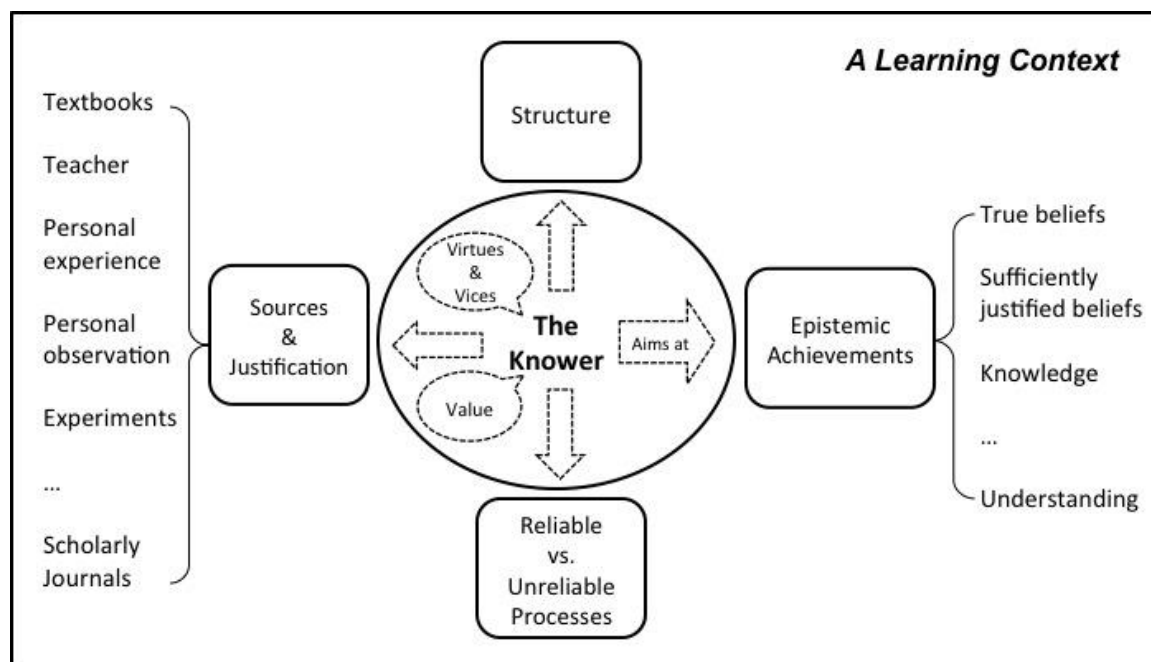 A Learning Context
Textbooks
Teacher
Personal
experience
Personal
observation
Experiments
...
Scholarly
Journals
Sources
&
Justification
Structure
Virtues
&
Vices
The
Knower
Value
Aims at
Reliable
vs.
Unreliable
Processes
Epistemic
Achievements
True beliefs
Sufficiently
justified beliefs
Knowledge
...
Understanding